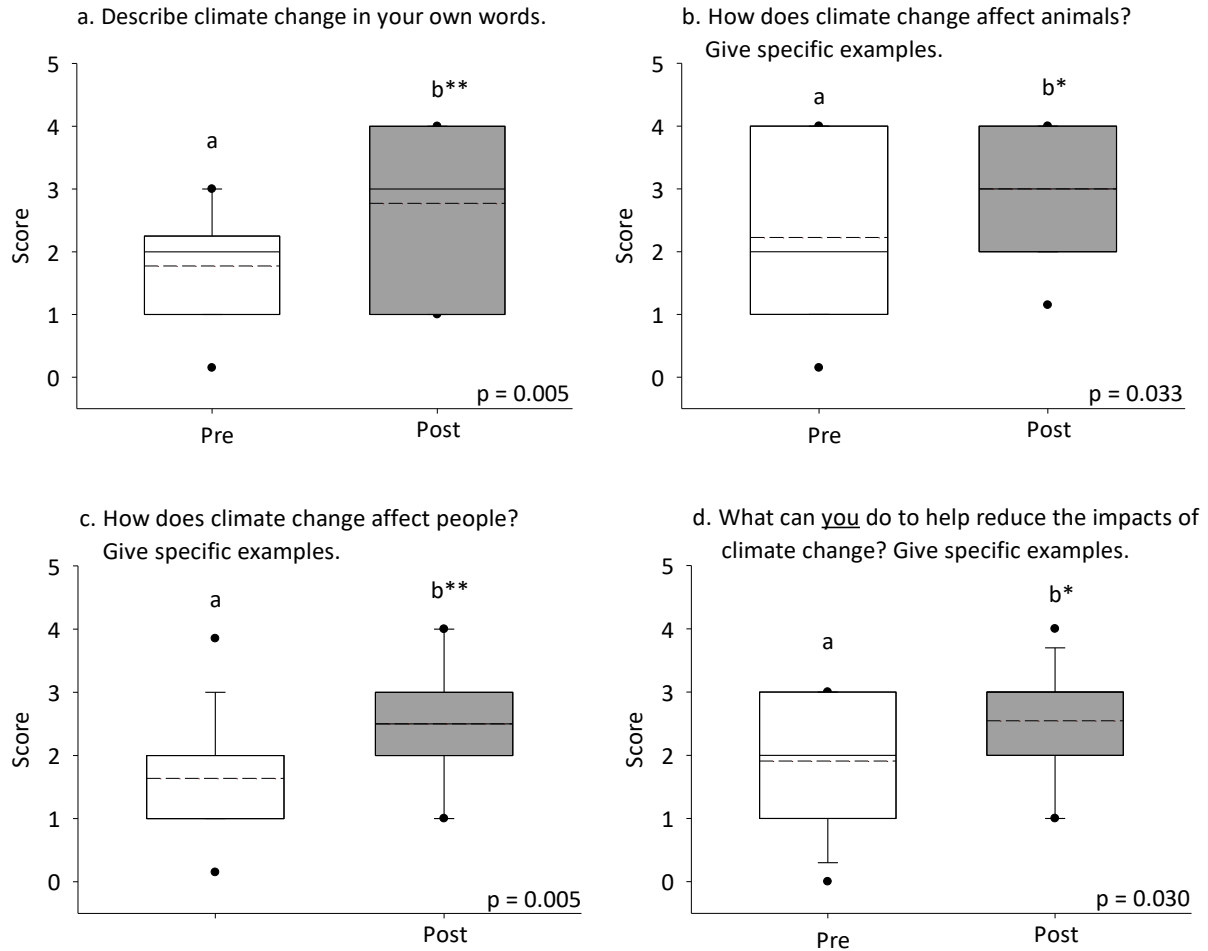 a. Describe climate change in your own words.
5
4
3
2
1
0
Score
a
b**
p = 0.005
Pre
Post
b. How does climate change affect animals?
Give specific examples.
5
4
3
2
1
0
Score
a
b*
p = 0.033
Pre
Post
c. How does climate change affect people?
Give specific examples.
5
4
3
2
1
0
Score
a
b**
p = 0.005
Post
d. What can you do to help reduce the impacts of
climate change? Give specific examples.
5
4
3
2
1
0
Score
a
b*
p = 0.030
Pre
Post